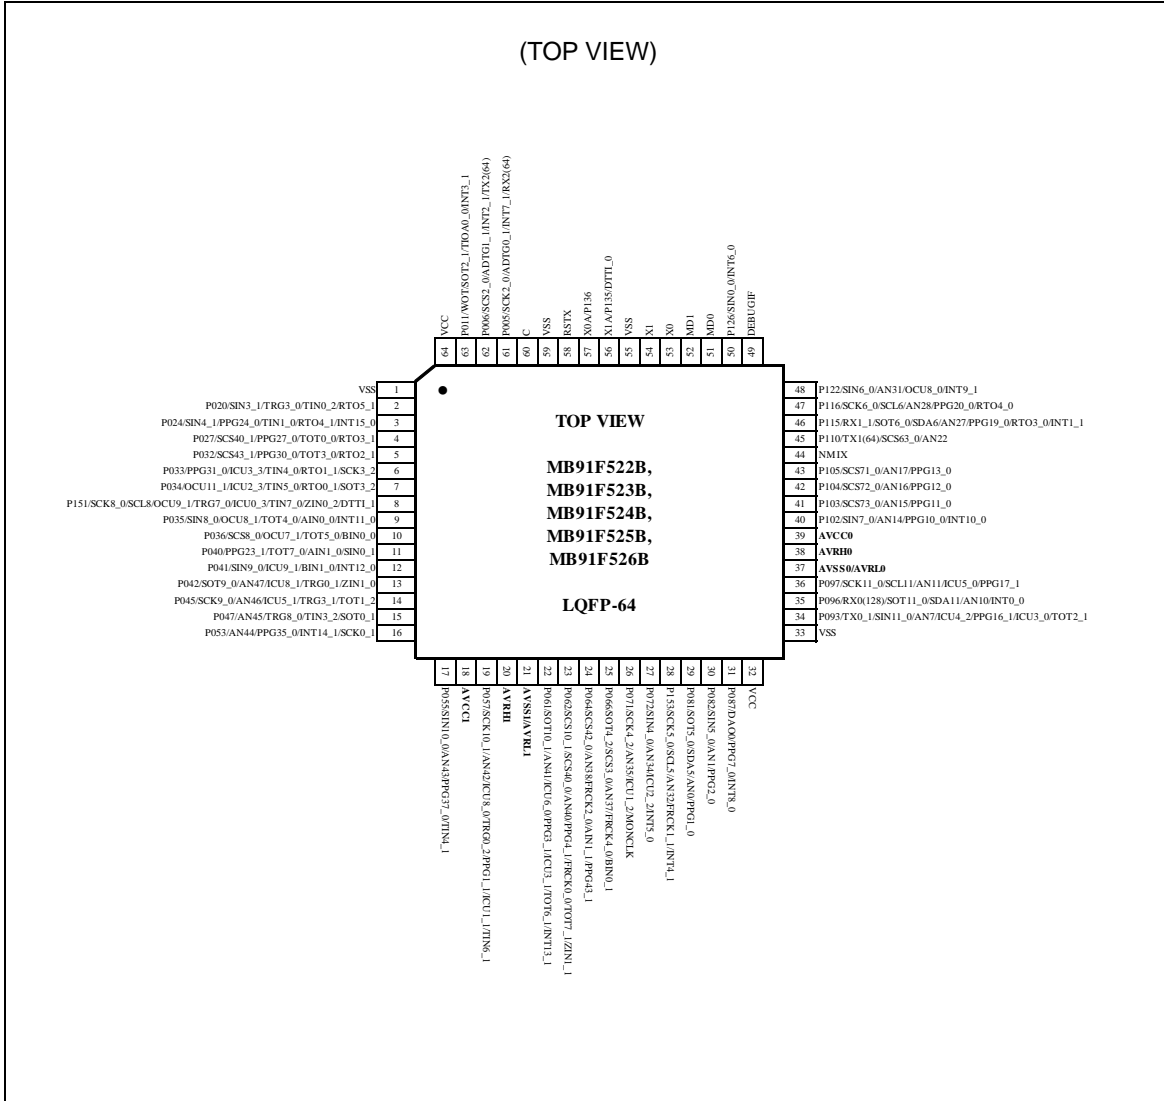 (TOP VIEW)
VCC
P011/WOT/SOT2_1/TIOA0_0/INT3_1
P006/SCS2_0/ADTG1_1/INT2_1/TX2(64)
P005/SCK2_0/ADTG0_1/INT7_1/RX2(64)
C
VSS
RSTX
X0A/P136
X1A/P135/DTTI_0
VSS
X1
X0
MD1
MD0
P126/SIN0_0/INT6_0
DEBUGIF
64 63 62 61 60 59 58 57 56 55 54 53 52 51 50 49
VSS 1
P020/SIN3_1/TRG3_0/TIN0_2/RTO5_1 2
P024/SIN4_1/PPG24_0/TIN1_0/RTO4_1/INT15_0 3
P027/SCS40_1/PPG27_0/TOT0_0/RTO3_1 4
P032/SCS43_1/PPG30_0/TOT3_0/RTO2_1 5
P033/PPG31_0/ICU3_3/TIN4_0/RTO1_1/SCK3_2 6
P034/OCU11_1/ICU2_3/TIN5_0/RTO0_1/SOT3_2 7
P151/SCK8_0/SCL8/OCU9_1/TRG7_0/ICU0_3/TIN7_0/ZIN0_2/DTTI_1 8
P035/SIN8_0/OCU8_1/TOT4_0/AIN0_0/INT11_0 9
P036/SCS8_0/OCU7_1/TOT5_0/BIN0_0 10
P040/PPG23_1/TOT7_0/AIN1_0/SIN0_1 11
P041/SIN9_0/ICU9_1/BIN1_0/INT12_0 12
P042/SOT9_0/AN47/ICU8_1/TRG0_1/ZIN1_0 13
P045/SCK9_0/AN46/ICU5_1/TRG3_1/TOT1_2 14
P047/AN45/TRG8_0/TIN3_2/SOT0_1 15
P053/AN44/PPG35_0/INT14_1/SCK0_1 16
TOP VIEW
MB91F522B,
MB91F523B,
MB91F524B,
MB91F525B,
MB91F526B
LQFP-64
48 P122/SIN6_0/AN31/OCU8_0/INT9_1
47 P116/SCK6_0/SCL6/AN28/PPG20_0/RTO4_0
46 P115/RX1_1/SOT6_0/SDA6/AN27/PPG19_0/RTO3_0/INT1_1
45 P110/TX1(64)/SCS63_0/AN22
44 NMIX
43 P105/SCS71_0/AN17/PPG13_0
42 P104/SCS72_0/AN16/PPG12_0
41 P103/SCS73_0/AN15/PPG11_0
40 P102/SIN7_0/AN14/PPG10_0/INT10_0
39 AVCC0
38 AVRH0
37 AVSS0/AVRL0
36 P097/SCK11_0/SCL11/AN11/ICU5_0/PPG17_1
35 P096/RX0(128)/SOT11_0/SDA11/AN10/INT0_0
34 P093/TX0_1/SIN11_0/AN7/ICU4_2/PPG16_1/ICU3_0/TOT2_1
33 VSS
17 18 19 20 21 22 23 24 25 26 27 28 29 30 31 32
P055/SIN10_0/AN43/PPG37_0/TIN4_1
AVCC1
P057/SCK10_1/AN42/ICU8_0/TRG0_2/PPG1_1/ICU1_1/TIN6_1
AVRH1
AVSS1/AVRL1
P061/SOT10_1/AN41/ICU6_0/PPG3_1/ICU3_1/TOT6_1/INT13_1
P062/SCS10_1/SCS40_0/AN40/PPG4_1/FRCK0_0/TOT7_1/ZIN1_1
P064/SCS42_0/AN38/FRCK2_0/AIN1_1/PPG43_1
P066/SOT4_2/SCS3_0/AN37/FRCK4_0/BIN0_1
P071/SCK4_2/AN35/ICU1_2/MONCLK
P072/SIN4_0/AN34/ICU2_2/INT5_0
P153/SCK5_0/SCL5/AN32/FRCK1_1/INT4_1
P081/SOT5_0/SDA5/AN0/PPG1_0
P082/SIN5_0/AN1/PPG2_0
P087/DAO0/PPG7_0/INT8_0
VCC